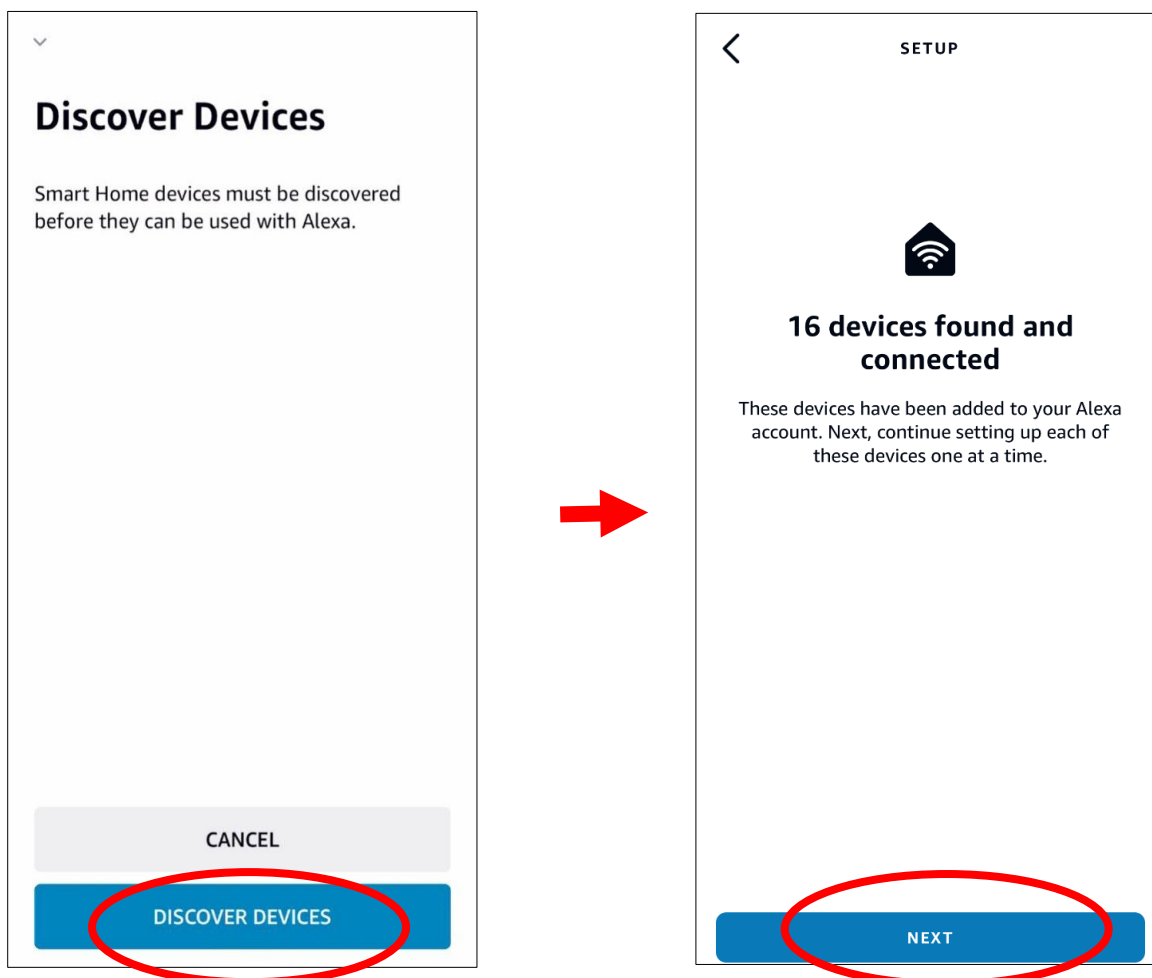 Discover Devices
Smart Home devices must be discovered
before they can be used with Alexa.
CANCEL
DISCOVER DEVICES
SETUP
16 devices found and
connected
These devices have been added to your Alexa
account. Next, continue setting up each of
these devices one at a time.
NEXT